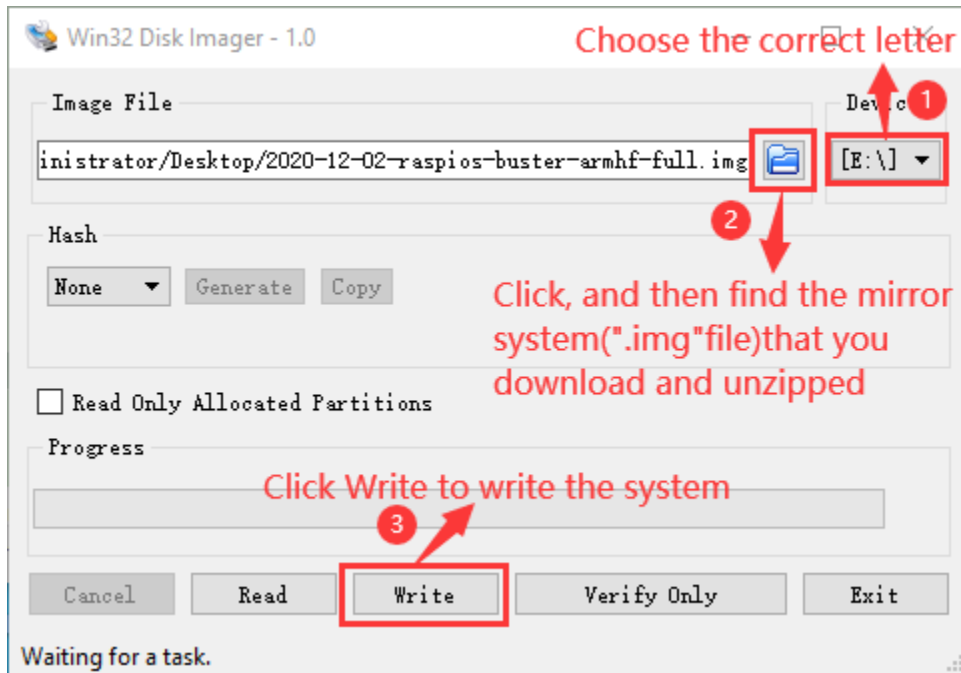 Win32 Disk Imager - 1.0
Choose the correct letter
Image File
Devic
1
inistrator/Desktop/2020-12-02-raspios-buster-armhf-full.img
[E:\]
2
Hash
None
Generate
Copy
Click, and then find the mirror
system(".img"file)that you
download and unzipped
Read Only Allocated Partitions
Progress
Click Write to write the system
3
Cancel
Read
Write
Verify Only
Exit
Waiting for a task.